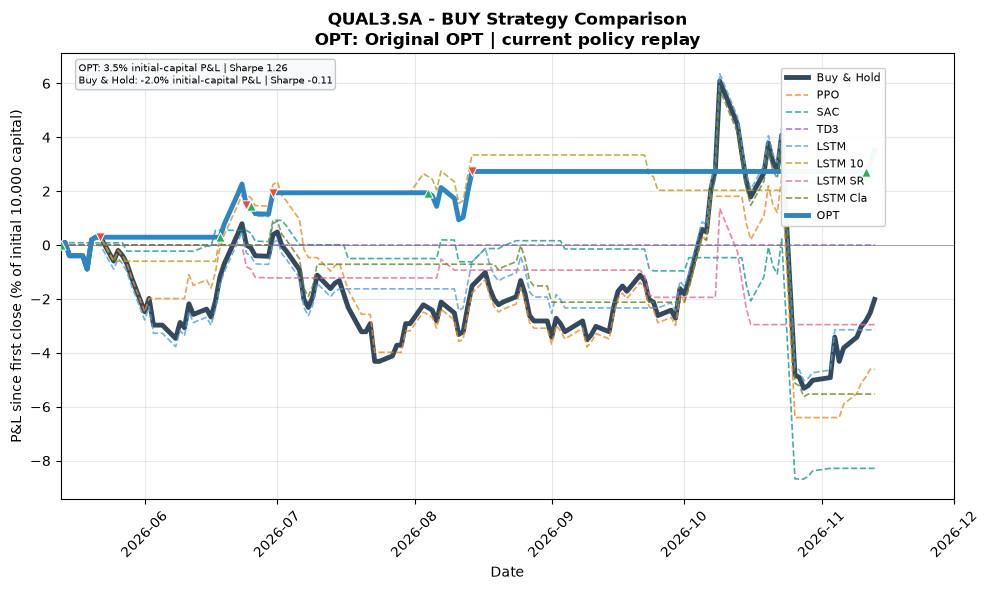 QUAL3.SA - BUY Strategy Comparison
OPT: Original OPT | current policy replay
OPT: 3.5% initial-capital P&L | Sharpe 1.26
Buy & Hold: -2.0% initial-capital P&L | Sharpe -0.11
Buy & Hold
PPO
SAC
TD3
LSTM
LSTM 10
LSTM SR
LSTM Cla
OPT
P&L since first close (% of initial 10,000 capital)
6
4
2
0
−2
−4
−6
−8
2026-06
2026-07
2026-08
2026-09
2026-10
2026-11
2026-12
Date